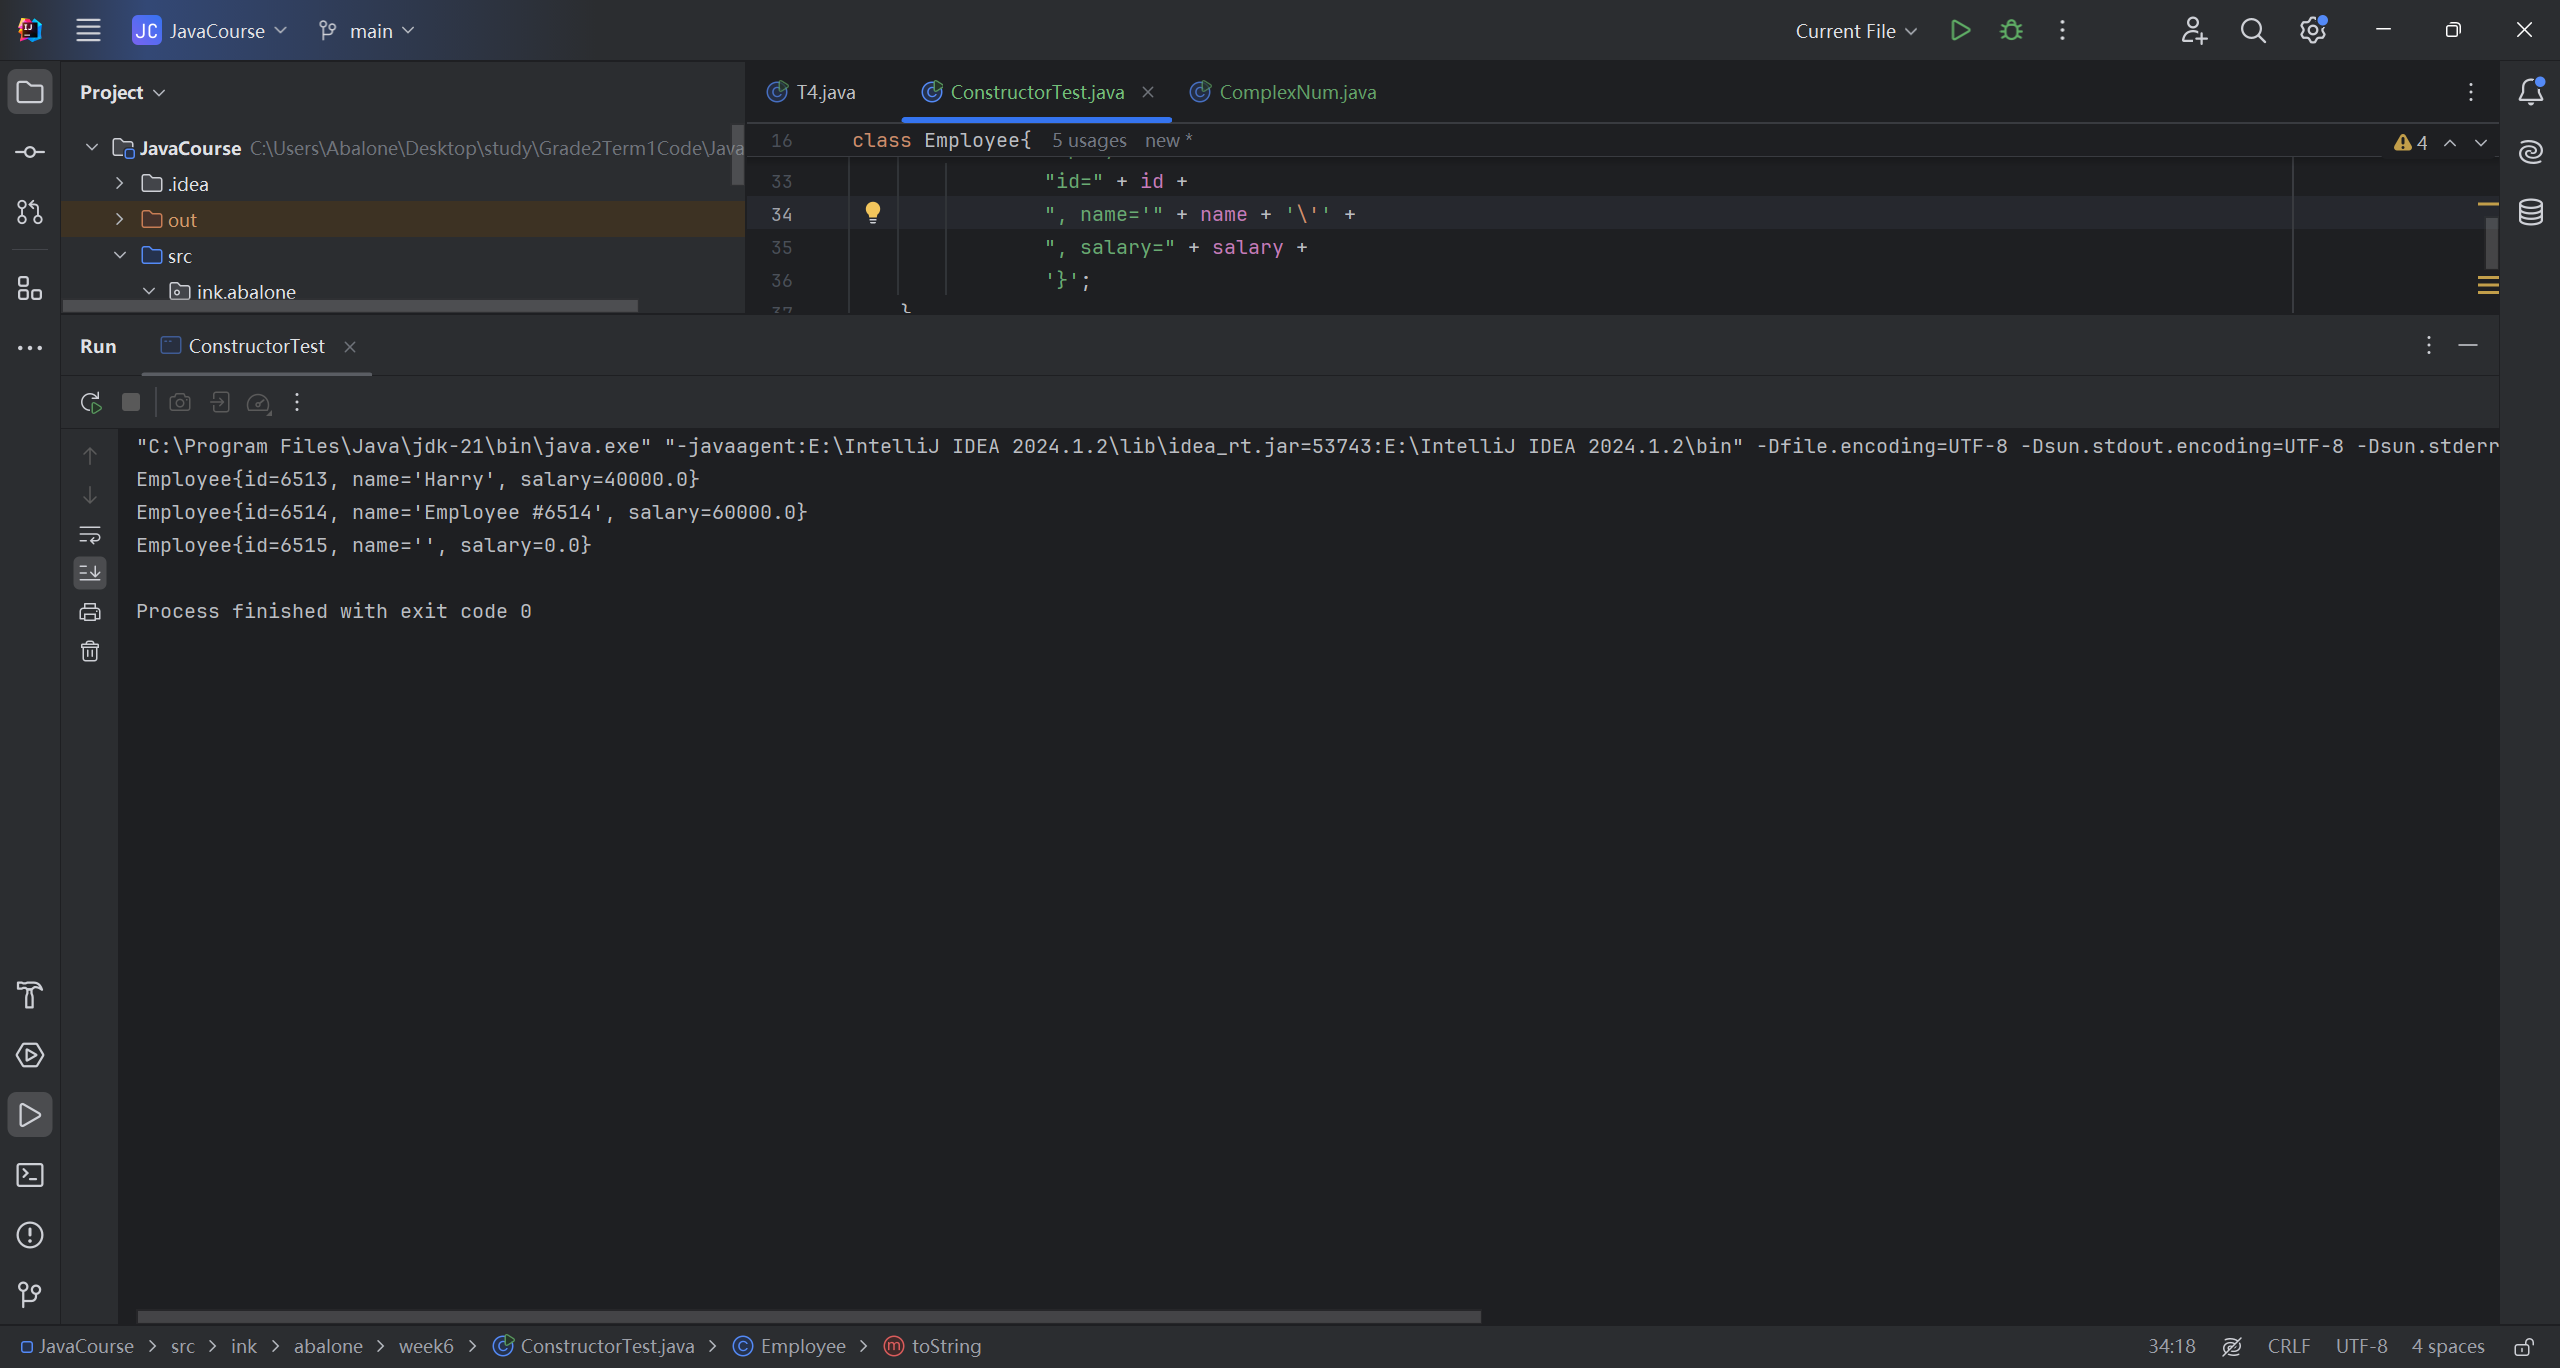 JC JavaCourse main Current File
Project
T4.java ConstructorTest.java ComplexNum.java
JavaCourse C:\Users\Abalone\Desktop\study\Grade2Term1Code\Java
.idea
out
src
ink.abalone
16 class Employee{ 5 usages new *
4
33 "id=" + id +
34 ", name='" + name + '\'' +
35 ", salary=" + salary +
36 '}';
37 }
Run ConstructorTest
"C:\Program Files\Java\jdk-21\bin\java.exe" "-javaagent:E:\IntelliJ IDEA 2024.1.2\lib\idea_rt.jar=53743:E:\IntelliJ IDEA 2024.1.2\bin" -Dfile.encoding=UTF-8 -Dsun.stdout.encoding=UTF-8 -Dsun.stderr
Employee{id=6513, name='Harry', salary=40000.0}
Employee{id=6514, name='Employee #6514', salary=60000.0}
Employee{id=6515, name='', salary=0.0}
Process finished with exit code 0
JavaCourse > src > ink > abalone > week6 > ConstructorTest.java > Employee > toString
34:18 CRLF UTF-8 4 spaces